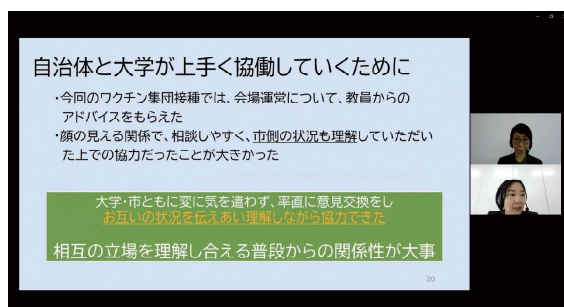 自治体と大学が上手く協働していくために
・今回のワクチン集団接種では、会場運営について、教員からの
アドバイスをもらえた
・顔の見える関係で、相談しやすく、市側の状況も理解していただい
た上での協力だったことが大きかった
大学・市ともに変に気を遣わず、率直に意見交換をし
お互いの状況を伝えあい理解しながら協力できた
相互の立場を理解し合える普段からの関係性が大事
20